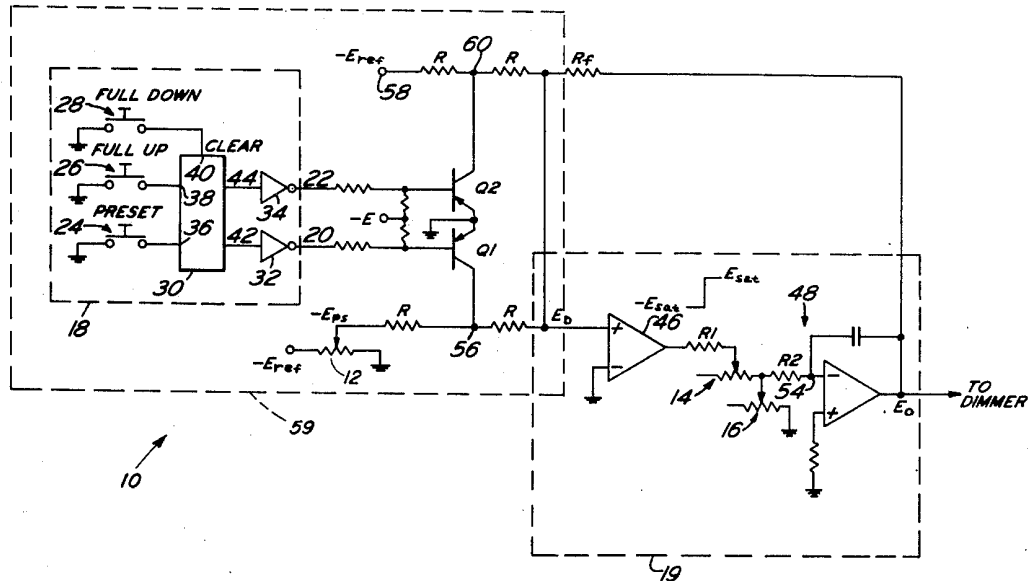 -Eref
R
60
R
Rf
58
FULL DOWN
28
CLEAR
FULL UP
40
26
38
44
22
34
Q2
PRESET
-E
24
36
42
20
Q1
30
32
18
-Eps
R
R
56
ED
-Eref
12
59
10
Esat
-Esat
46
48
R1
R2
14
54
16
EO
TO
DIMMER
19
+
-
-
+